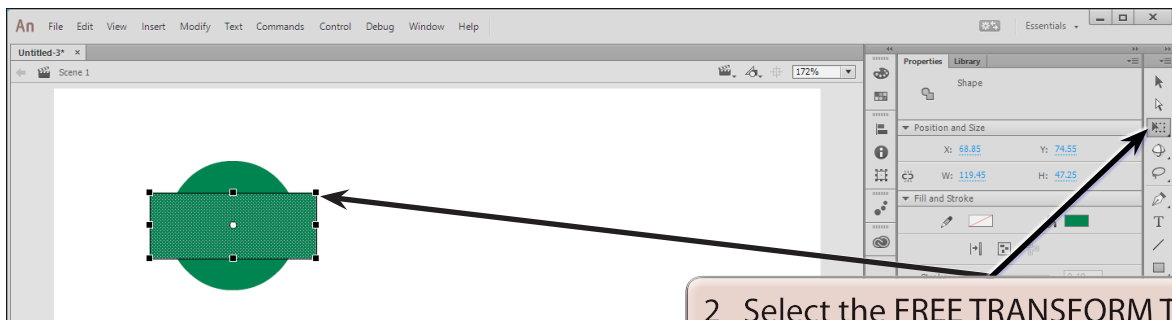 An File Edit View Insert Modify Text Commands Control Debug Window Help Essentials
Untitled-3* ×
Scene 1 172%
Properties Library
Shape
Position and Size
X: 68.85 Y: 74.55
W: 119.45 H: 47.25
Fill and Stroke
T
2 Select the FREE TRANSFORM T